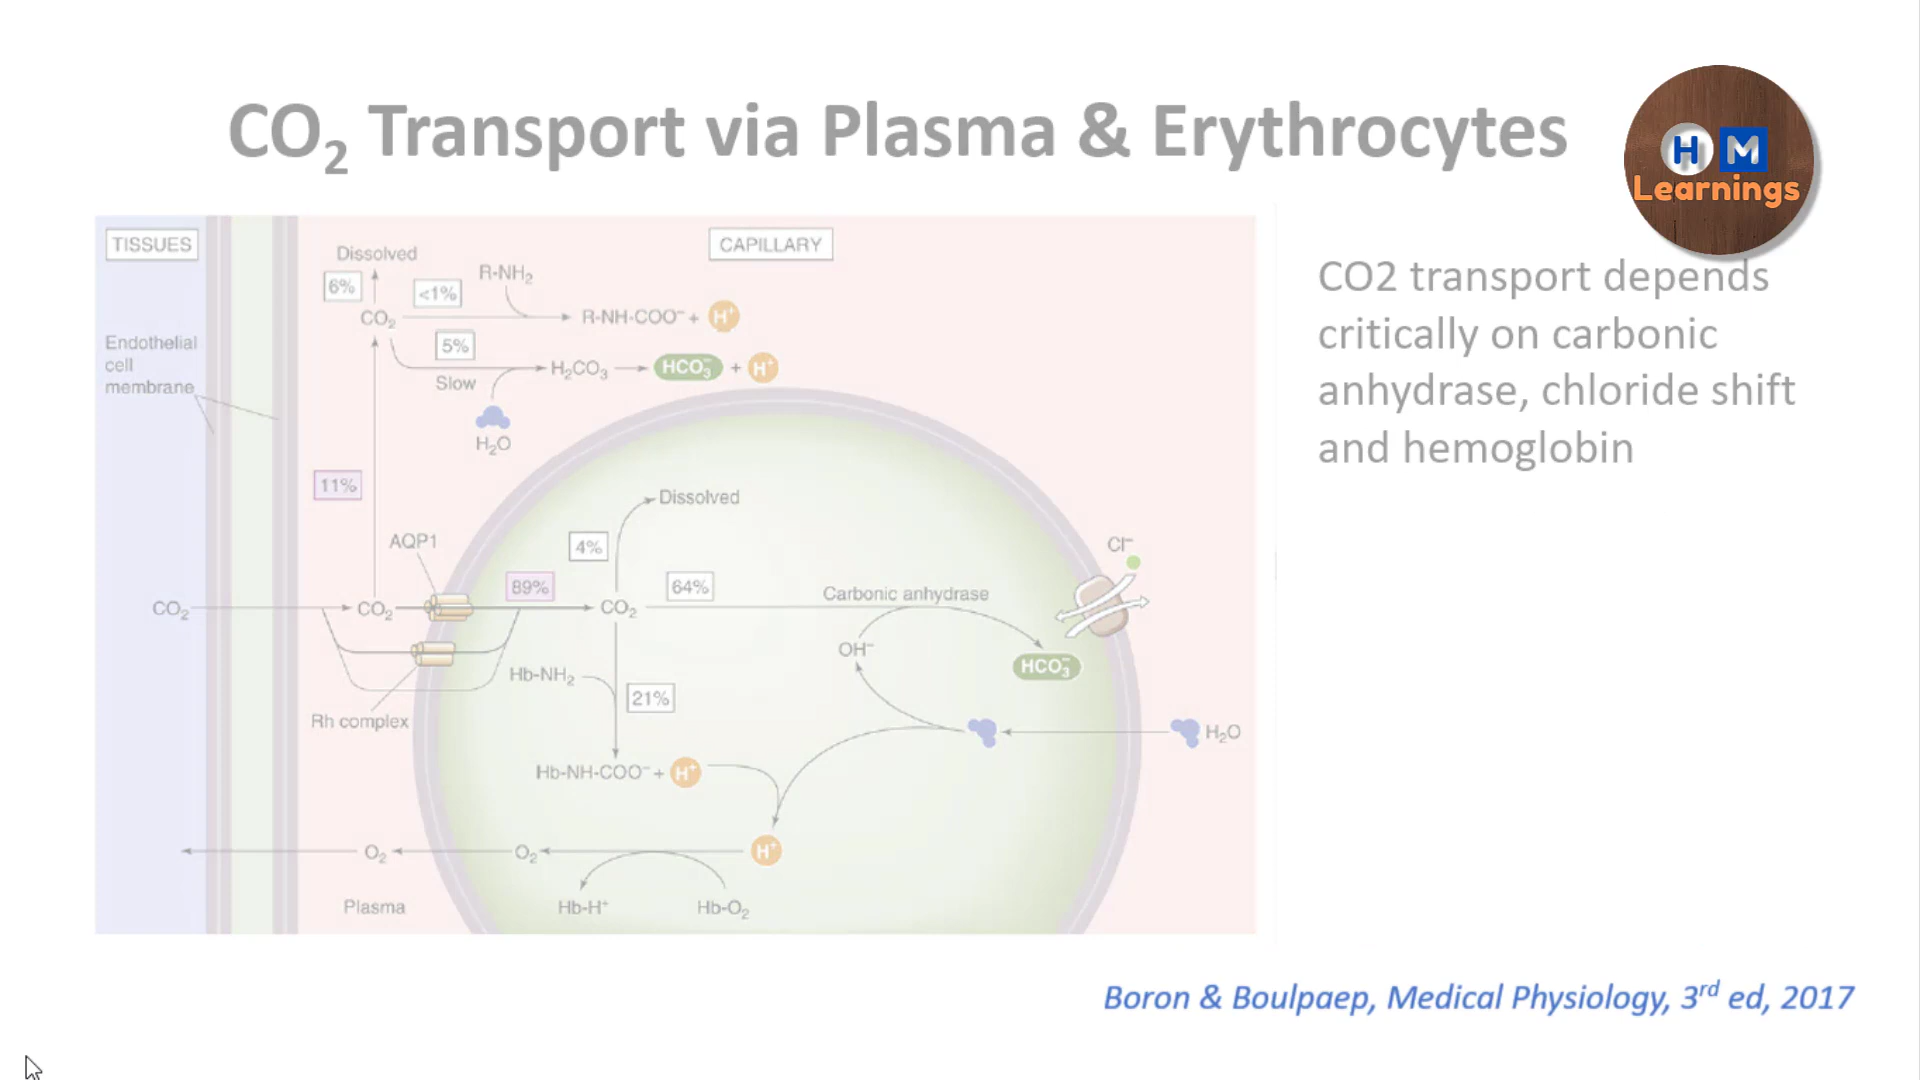 CO₂ Transport via Plasma & Erythrocytes
H M
Learnings
TISSUES
CAPILLARY
Dissolved
6%
<1%
R-NH₂
CO₂
R-NH-COO⁻ + H⁺
5%
Slow
H₂CO₃
HCO₃⁻ + H⁺
H₂O
Endothelial
cell
membrane
11%
AQP1
Dissolved
4%
89%
64%
Carbonic anhydrase
Cl⁻
CO₂
CO₂
CO₂
OH⁻
HCO₃⁻
Hb-NH₂
21%
Rh complex
H₂O
Hb-NH-COO⁻ + H⁺
O₂
O₂
H⁺
Plasma
Hb-H⁺
Hb-O₂
CO2 transport depends
critically on carbonic
anhydrase, chloride shift
and hemoglobin
Boron & Boulpaep, Medical Physiology, 3rd ed, 2017